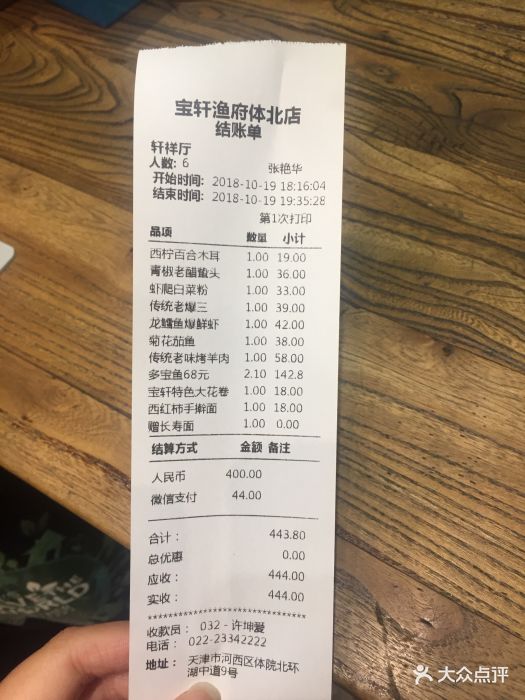 宝轩渔府体北店
结账单
轩祥厅
人数: 6 张艳华
开始时间: 2018-10-19 18:16:04
结束时间: 2018-10-19 19:35:28
第1次打印
品项 数量 小计
西柠百合木耳 1.00 19.00
青椒老醋蜇头 1.00 36.00
虾爬白菜粉 1.00 33.00
传统老爆三 1.00 39.00
龙鳕鱼爆鲜虾 1.00 42.00
菊花茄鱼 1.00 38.00
传统老味烤羊肉 1.00 58.00
多宝鱼68元 2.10 142.8
宝轩特色大花卷 1.00 18.00
西红柿手擀面 1.00 18.00
赠长寿面 1.00 0.00
结算方式 金额 备注
人民币 400.00
微信支付 44.00
合计: 443.80
总优惠 0.00
应收: 444.00
实收: 444.00
****************************
收款员: 032 - 许坤爱
电话: 022-23342222
地址: 天津市河西区体院北环
湖中道9号
大众点评